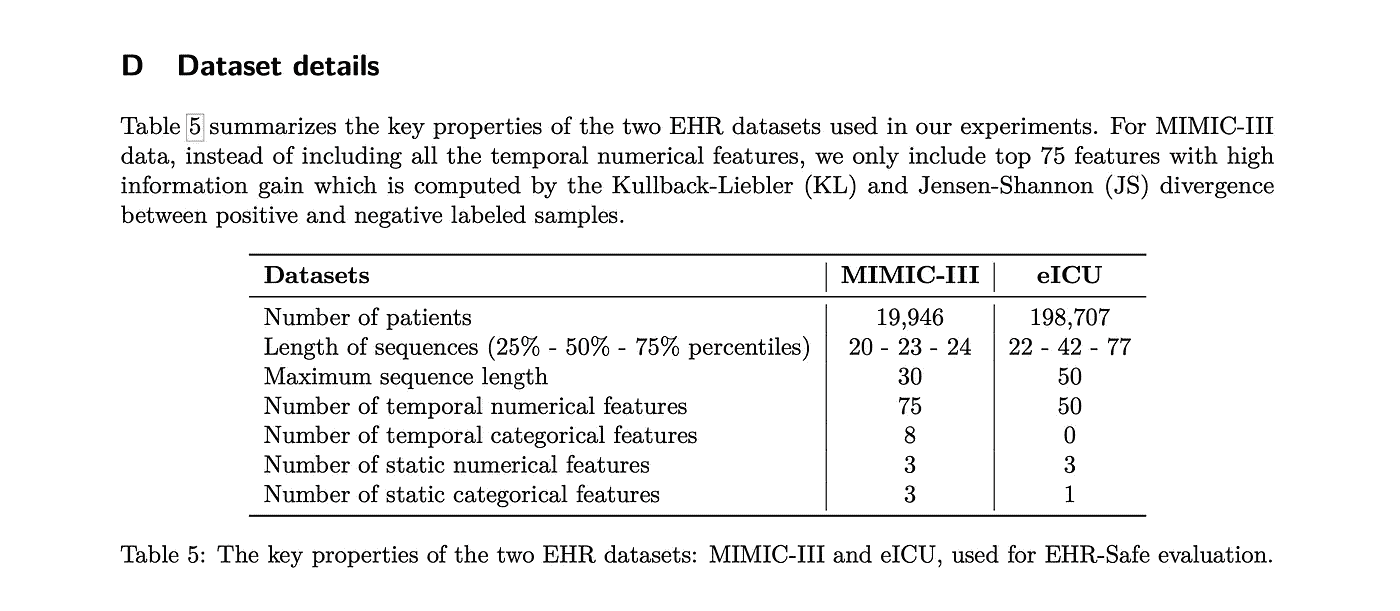 D Dataset details
Table 5 summarizes the key properties of the two EHR datasets used in our experiments. For MIMIC-III
data, instead of including all the temporal numerical features, we only include top 75 features with high
information gain which is computed by the Kullback-Liebler (KL) and Jensen-Shannon (JS) divergence
between positive and negative labeled samples.
Datasets MIMIC-III eICU
Number of patients 19,946 198,707
Length of sequences (25% - 50% - 75% percentiles) 20 - 23 - 24 22 - 42 - 77
Maximum sequence length 30 50
Number of temporal numerical features 75 50
Number of temporal categorical features 8 0
Number of static numerical features 3 3
Number of static categorical features 3 1
Table 5: The key properties of the two EHR datasets: MIMIC-III and eICU, used for EHR-Safe evaluation.